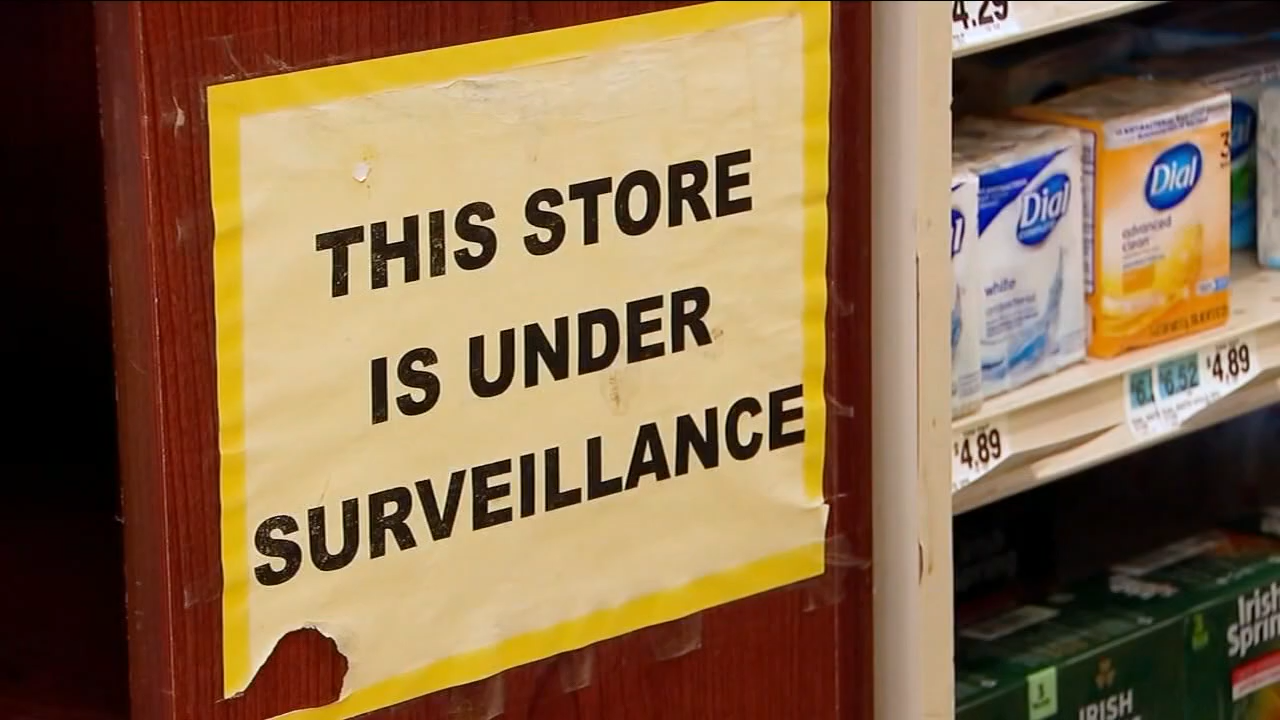 THIS STORE
IS UNDER
SURVEILLANCE
4.29
Dial
white
Dial
advanced
clean
3
$4.89
$6.52
$4.89
Irish
Spring
IRISH